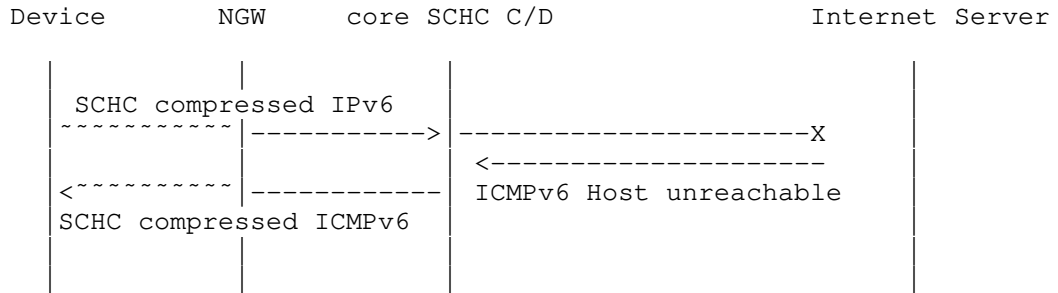 Device NGW core SCHC C/D Internet Server
SCHC compressed IPv6
|~~~~~~~~~~~|----------->|----------------------X
<---------------------
|<~~~~~~~~~~|------------| ICMPv6 Host unreachable
SCHC compressed ICMPv6